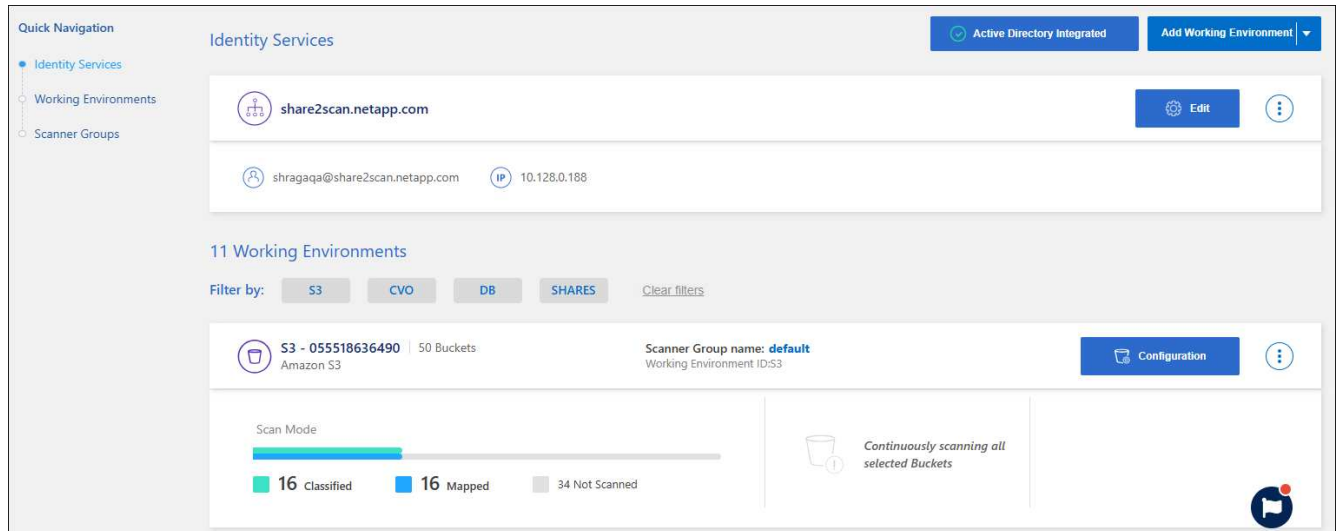 Quick Navigation
Identity Services
Working Environments
Scanner Groups
Identity Services
Active Directory Integrated
Add Working Environment
share2scan.netapp.com
Edit
shragaqa@share2scan.netapp.com
IP 10.128.0.188
11 Working Environments
Filter by: S3 CVO DB SHARES Clear filters
S3 - 055518636490 | 50 Buckets
Amazon S3
Scanner Group name: default
Working Environment ID:S3
Configuration
Scan Mode
16 Classified 16 Mapped 34 Not Scanned
Continuously scanning all
selected Buckets